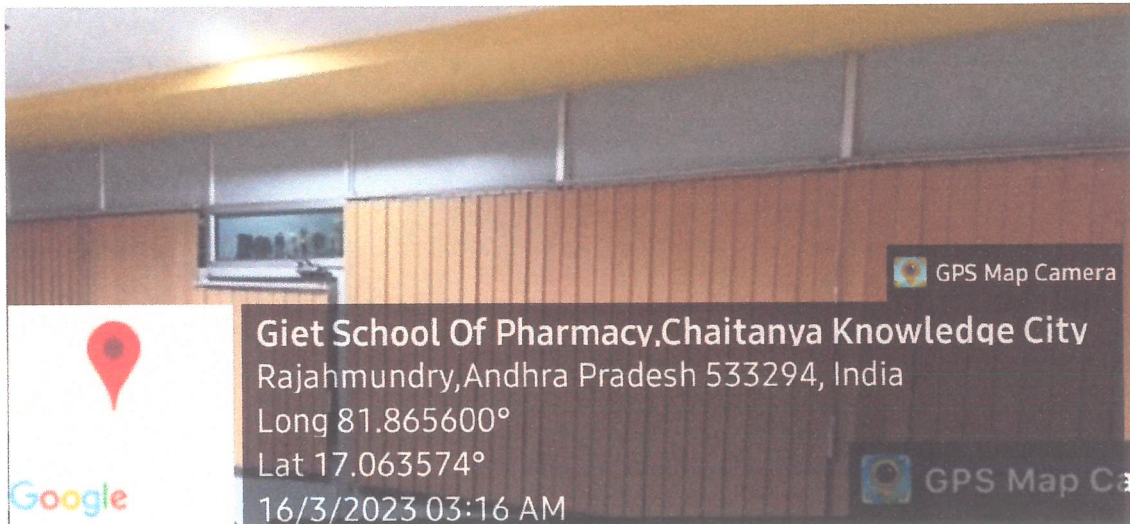 GPS Map Camera
Giet School Of Pharmacy,Chaitanya Knowledge City
Rajahmundry,Andhra Pradesh 533294, India
Long 81.865600°
Lat 17.063574°
16/3/2023 03:16 AM
Google
GPS Map Ca